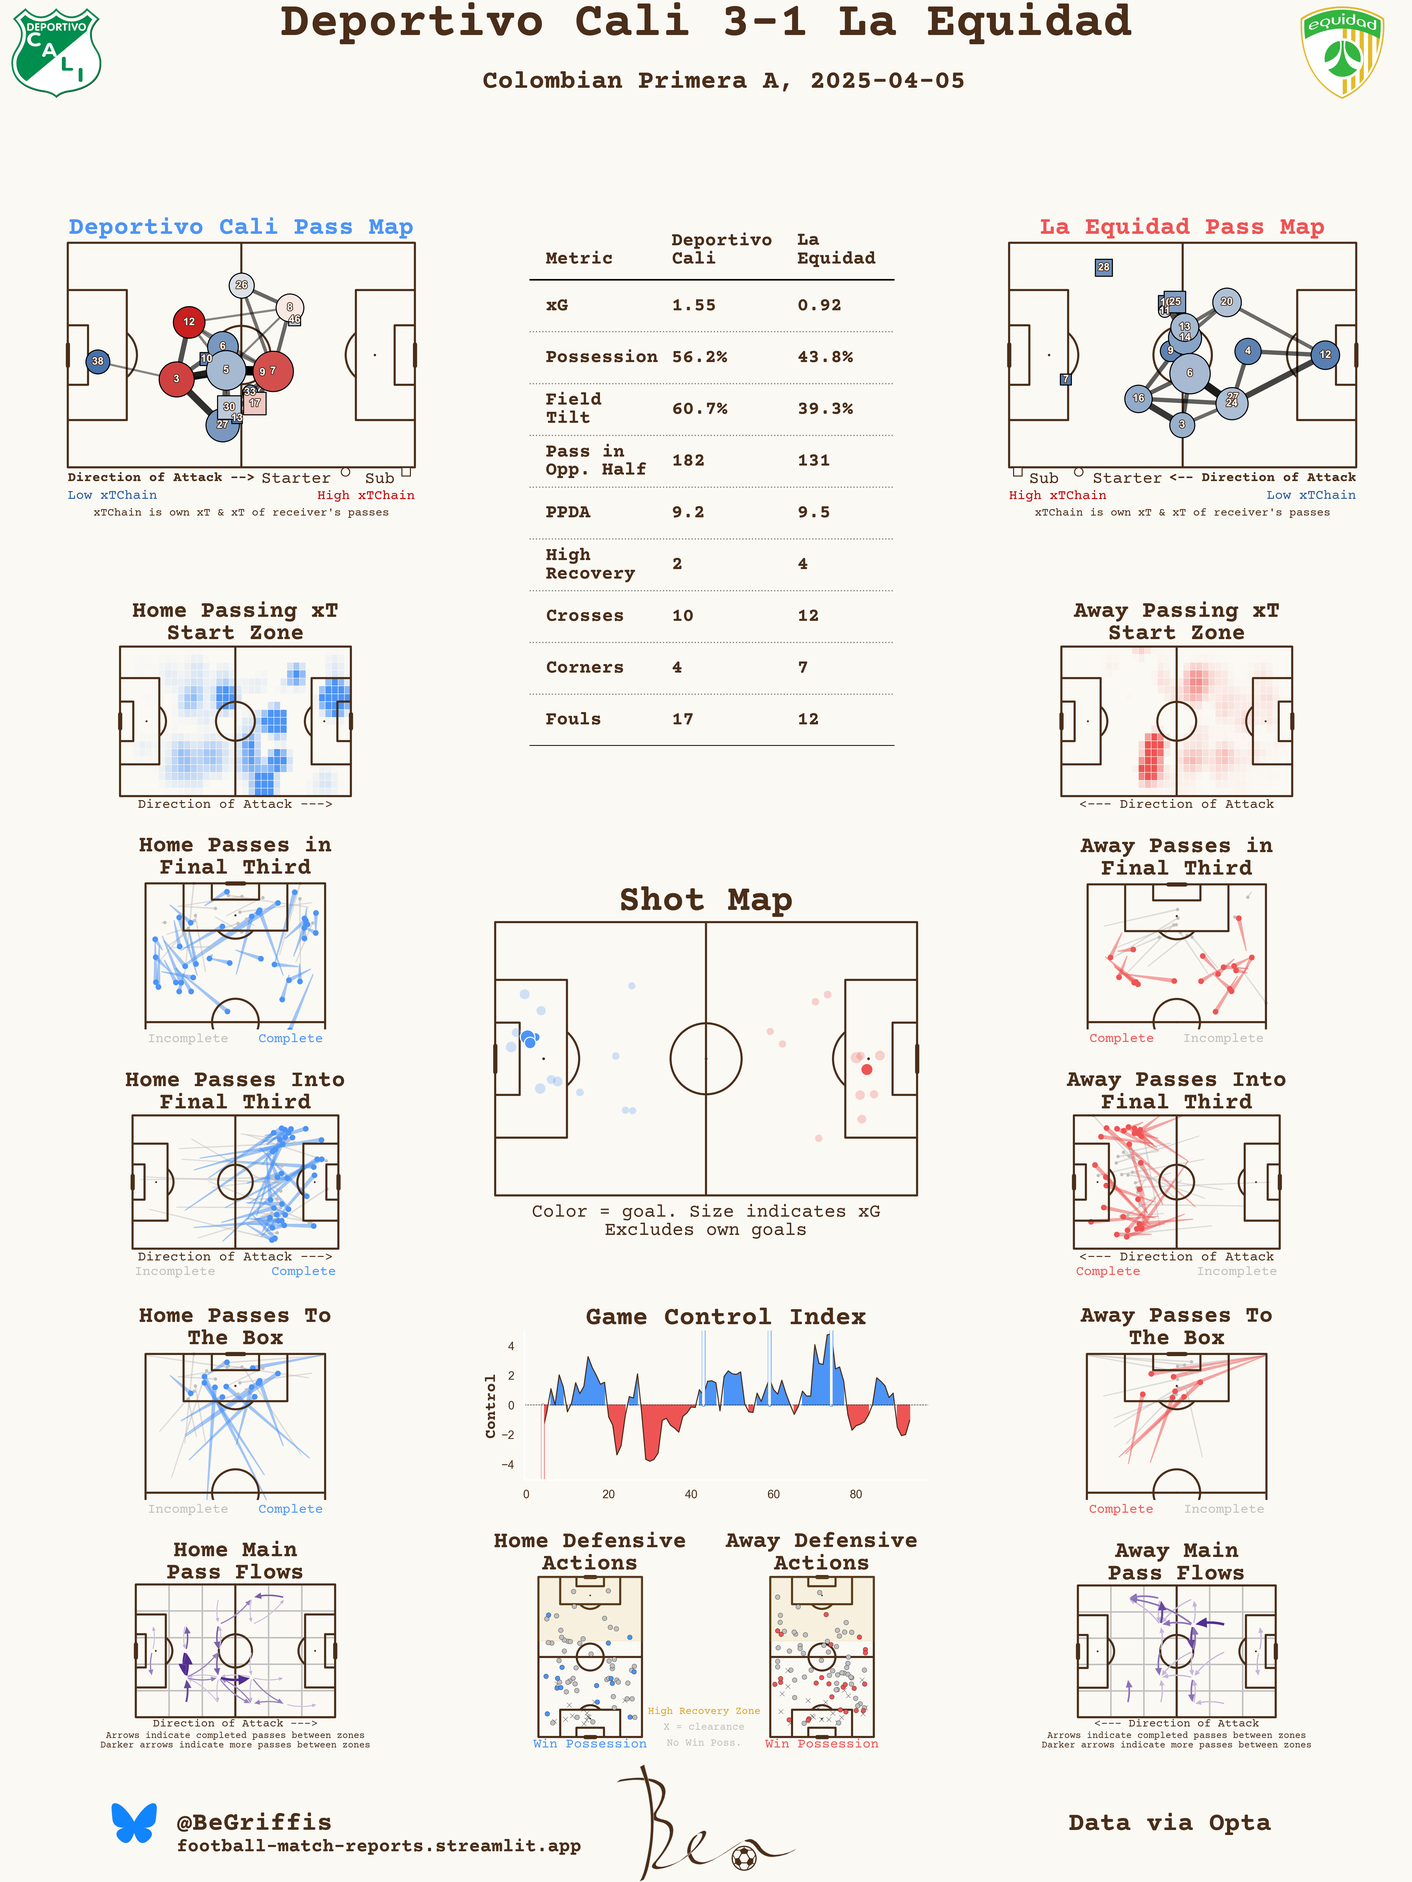 Deportivo Cali 3-1 La Equidad
Colombian Primera A, 2025-04-05
DEPORTIVO
CALI
equidad
Deportivo Cali Pass Map
26
8
46
12
6
10
38
5
9
7
3
33
17
30
13
27
Direction of Attack --> Starter Sub
Low xTChain High xTChain
xTChain is own xT & xT of receiver's passes
Metric Deportivo Cali La Equidad
xG 1.55 0.92
Possession 56.2% 43.8%
Field Tilt 60.7% 39.3%
Pass in Opp. Half 182 131
PPDA 9.2 9.5
High Recovery 2 4
Crosses 10 12
Corners 4 7
Fouls 17 12
La Equidad Pass Map
28
10
25
11
20
13
14
9
4
12
6
7
16
27
24
3
Sub Starter <-- Direction of Attack
High xTChain Low xTChain
xTChain is own xT & xT of receiver's passes
Home Passing xT
Start Zone
Direction of Attack --->
Away Passing xT
Start Zone
<--- Direction of Attack
Home Passes in
Final Third
Incomplete Complete
Away Passes in
Final Third
Complete Incomplete
Shot Map
Color = goal. Size indicates xG
Excludes own goals
Home Passes Into
Final Third
Direction of Attack --->
Incomplete Complete
Away Passes Into
Final Third
<--- Direction of Attack
Complete Incomplete
Home Passes To
The Box
Incomplete Complete
Game Control Index
Control
4
2
0
−2
−4
0 20 40 60 80
Away Passes To
The Box
Complete Incomplete
Home Main
Pass Flows
Direction of Attack --->
Arrows indicate completed passes between zones
Darker arrows indicate more passes between zones
Home Defensive
Actions
Win Possession
Away Defensive
Actions
Win Possession
High Recovery Zone
X = clearance
No Win Poss.
Away Main
Pass Flows
<--- Direction of Attack
Arrows indicate completed passes between zones
Darker arrows indicate more passes between zones
@BeGriffis
football-match-reports.streamlit.app
Ben
Data via Opta